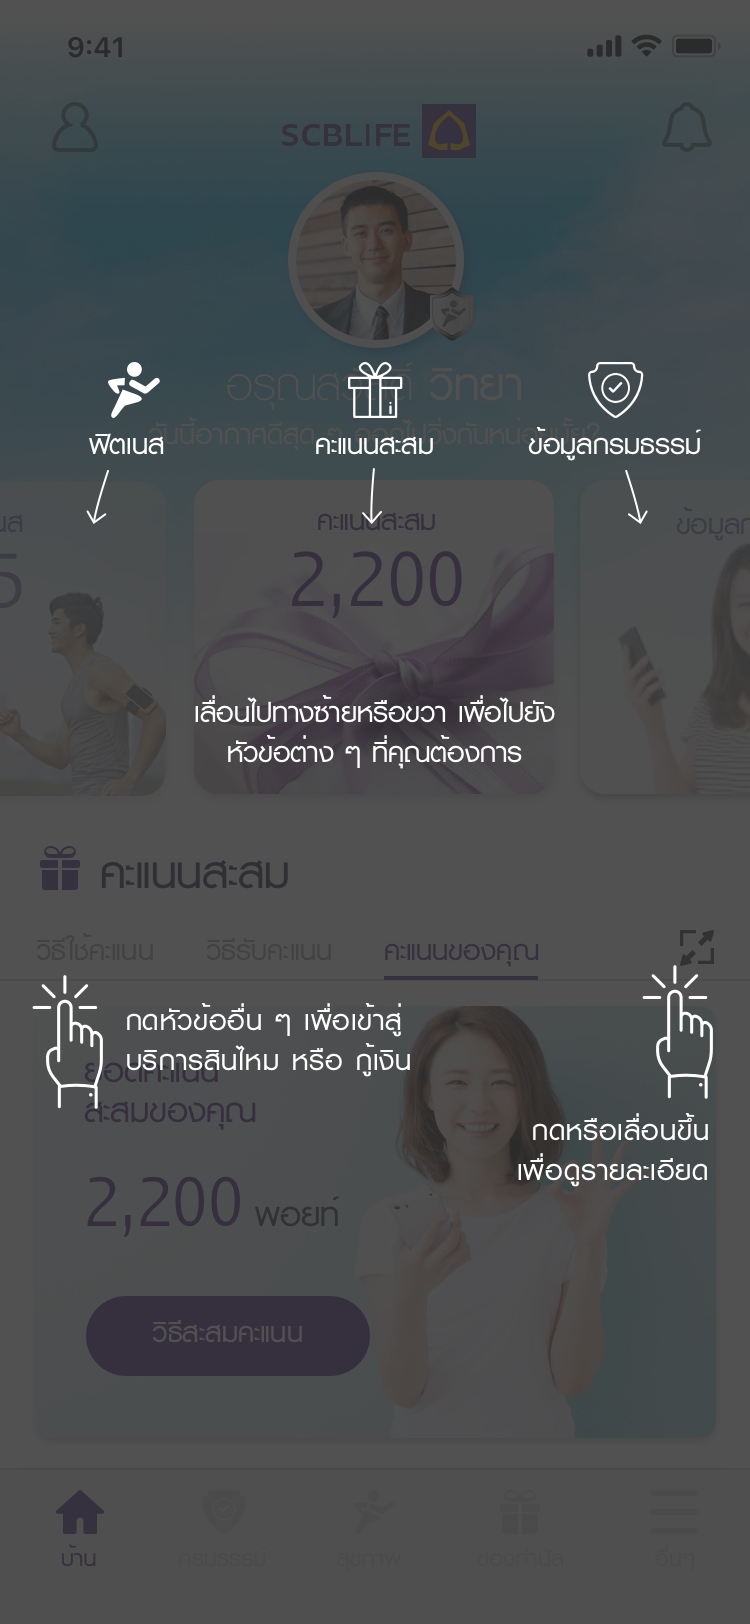 9:41
SCBLIFE
วิทยา
ฟิตเนส
คะแนนสะสม
ข้อมูลกรมธรรม์
คะแนนสะสม
2,200
5
เลื่อนไปทางซ้ายหรือขวา เพื่อไปยัง
หัวข้อต่าง ๆ ที่คุณต้องการ
คะแนนสะสม
วิธีใช้คะแนน
วิธีรับคะแนน
คะแนนของคุณ
กดหัวข้ออื่น ๆ เพื่อเข้าสู่
บริการสินไหม หรือ กู้เงิน
ยอดคะแนน
สะสมของคุณ
กดหรือเลื่อนขึ้น
เพื่อดูรายละเอียด
2,200 พอยท์
วิธีสะสมคะแนน
บ้าน
กรมธรรม์
สุขภาพ
ของกำนัล
อื่นๆ